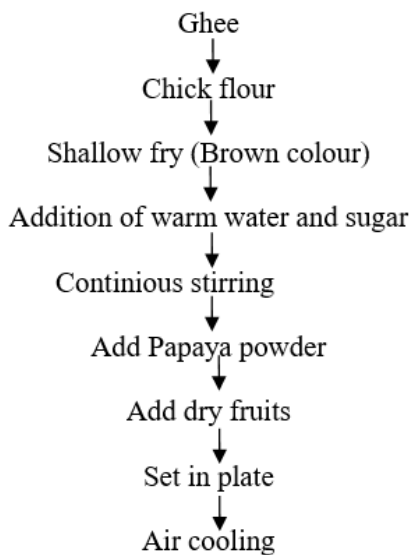 Ghee
Chick flour
Shallow fry (Brown colour)
Addition of warm water and sugar
Continious stirring
Add Papaya powder
Add dry fruits
Set in plate
Air cooling